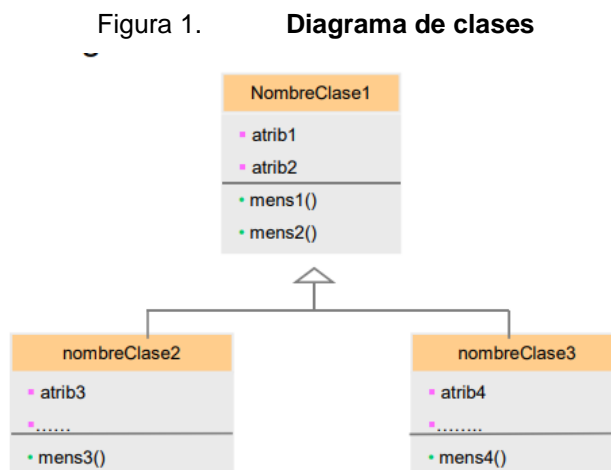 Figura 1. Diagrama de clases
NombreClase1
atrib1
atrib2
mens1()
mens2()
nombreClase2
atrib3
......
mens3()
nombreClase3
atrib4
........
mens4()